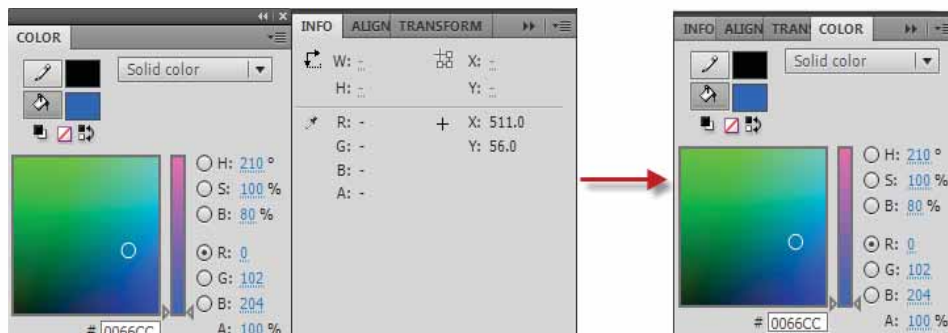 COLOR
Solid color
H: 210 °
S: 100 %
B: 80 %
R: 0
G: 102
B: 204
# 0066CC A: 100 %
INFO ALIGN TRANSFORM
W: - X: -
H: - Y: -
R: - + X: 511.0
G: - Y: 56.0
B: -
A: -
INFO ALIGN TRANS COLOR
Solid color
H: 210 °
S: 100 %
B: 80 %
R: 0
G: 102
B: 204
# 0066CC A: 100 %